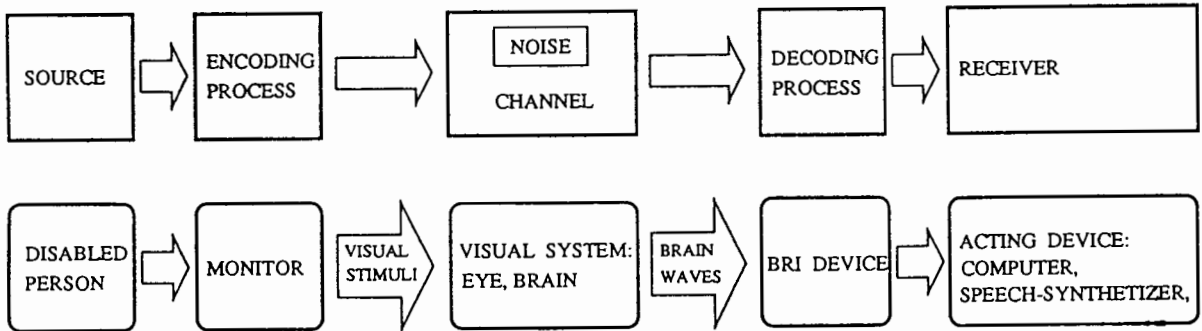 SOURCE
ENCODING
PROCESS
NOISE
CHANNEL
DECODING
PROCESS
RECEIVER
DISABLED
PERSON
MONITOR
VISUAL
STIMULI
VISUAL SYSTEM:
EYE, BRAIN
BRAIN
WAVES
BRI DEVICE
ACTING DEVICE:
COMPUTER,
SPEECH-SYNTHETIZER,